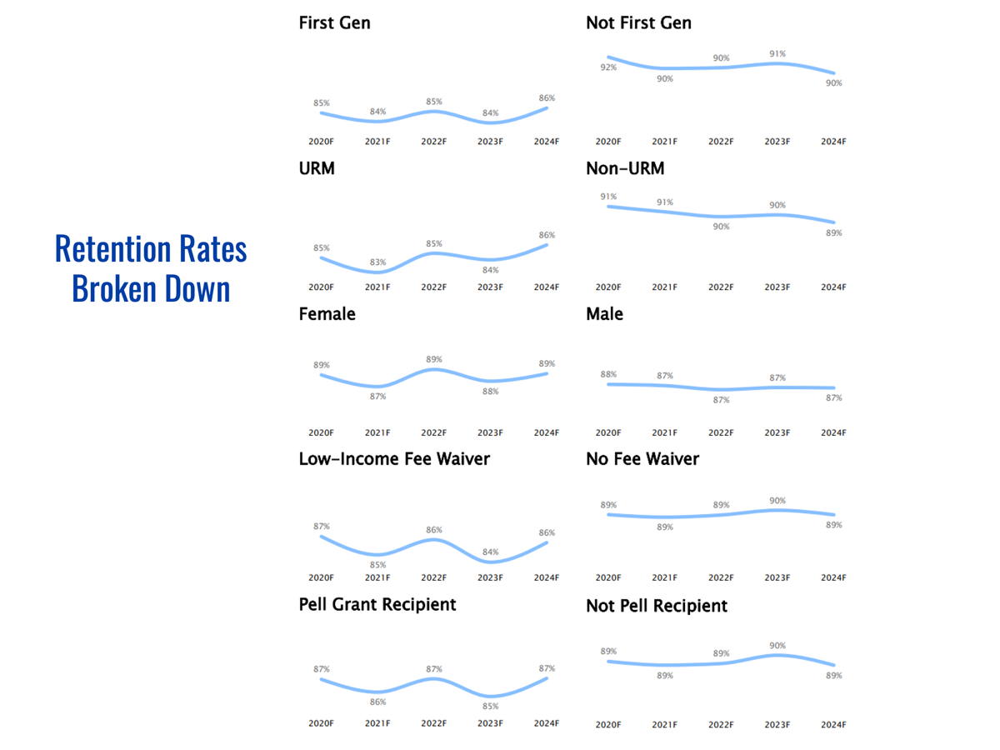 Retention Rates
Broken Down
First Gen
85% 84% 85% 84% 86%
2020F 2021F 2022F 2023F 2024F
Not First Gen
92% 90% 90% 91% 90%
2020F 2021F 2022F 2023F 2024F
URM
85% 83% 85% 84% 86%
2020F 2021F 2022F 2023F 2024F
Non-URM
91% 91% 90% 90% 89%
2020F 2021F 2022F 2023F 2024F
Female
89% 87% 89% 88% 89%
2020F 2021F 2022F 2023F 2024F
Male
88% 87% 87% 87% 87%
2020F 2021F 2022F 2023F 2024F
Low-Income Fee Waiver
87% 85% 86% 84% 86%
2020F 2021F 2022F 2023F 2024F
No Fee Waiver
89% 89% 89% 90% 89%
2020F 2021F 2022F 2023F 2024F
Pell Grant Recipient
87% 86% 87% 85% 87%
2020F 2021F 2022F 2023F 2024F
Not Pell Recipient
89% 89% 89% 90% 89%
2020F 2021F 2022F 2023F 2024F